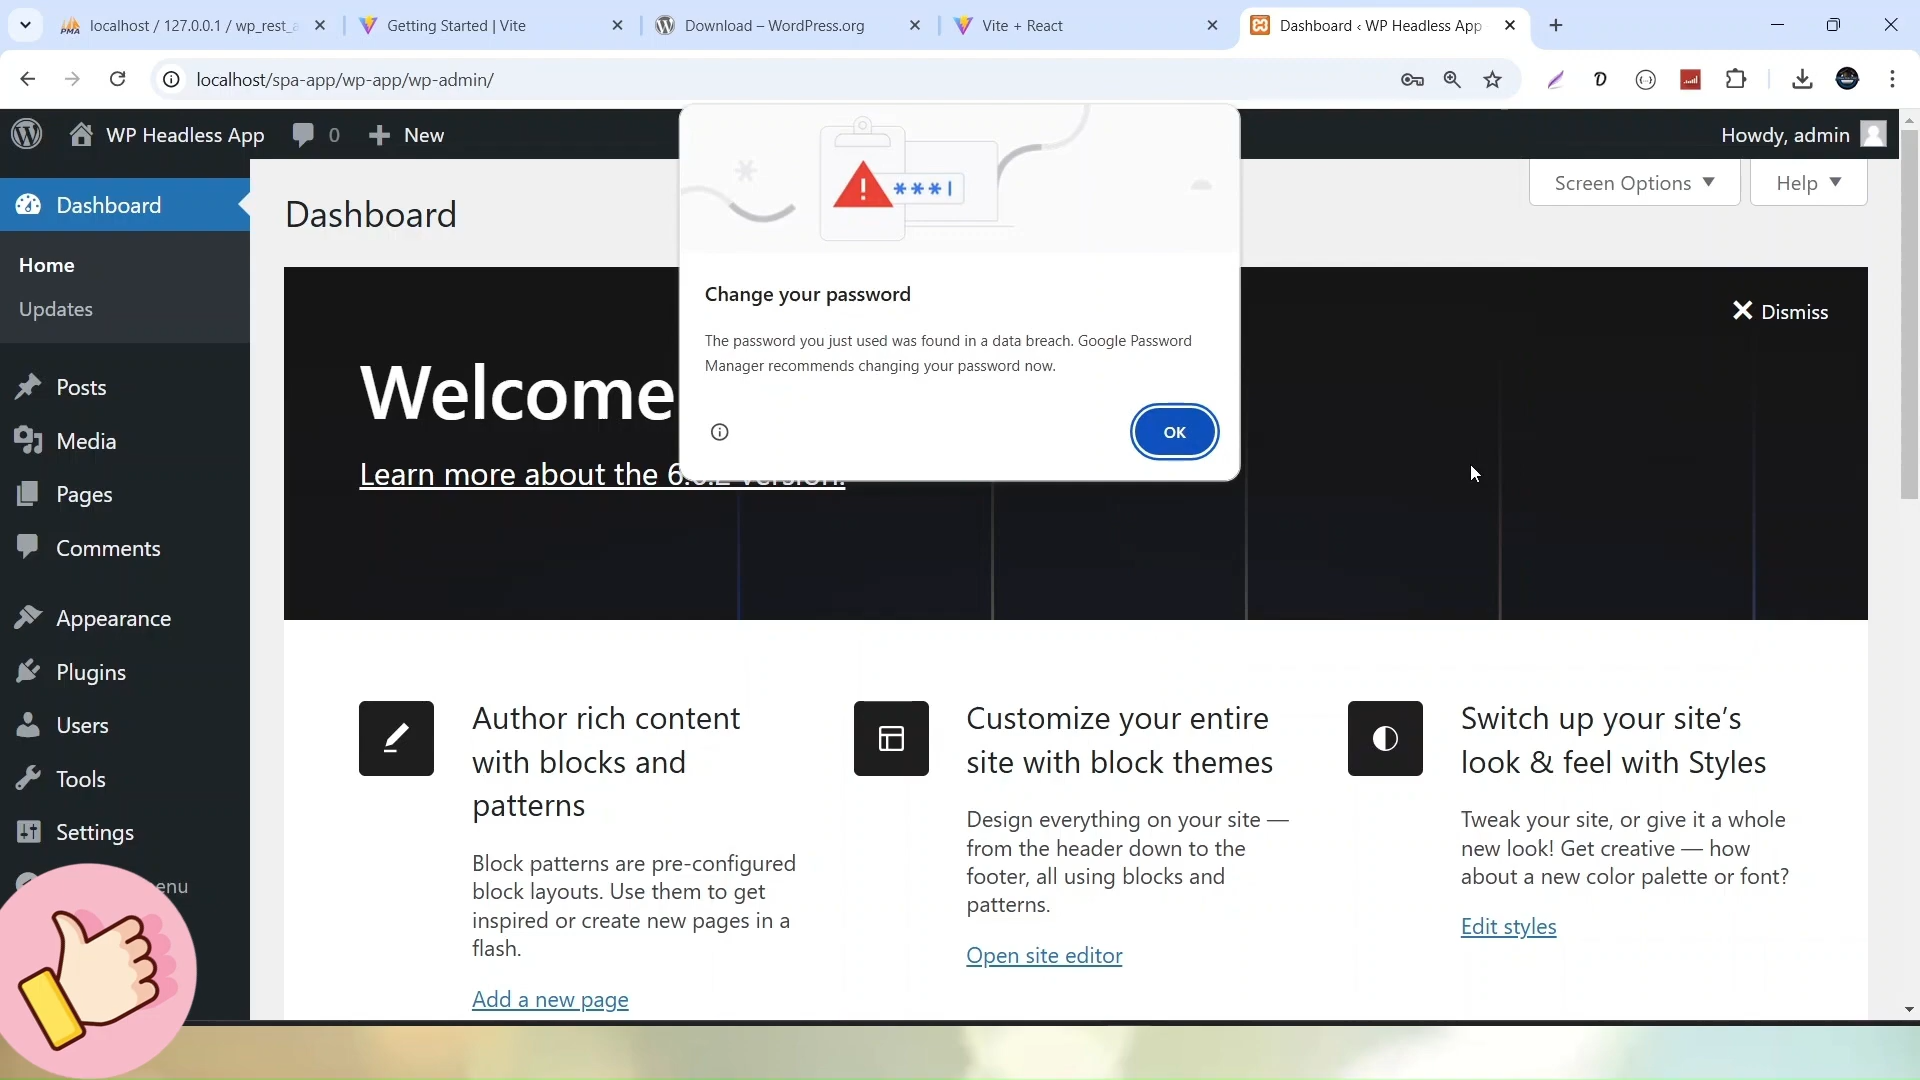 localhost / 127.0.0.1 / wp_rest_a
Getting Started | Vite
Download – WordPress.org
Vite + React
Dashboard ‹ WP Headless App
localhost/spa-app/wp-app/wp-admin/
WP Headless App
0
New
Howdy, admin
Screen Options
Help
Dashboard
Home
Updates
Posts
Media
Pages
Comments
Appearance
Plugins
Users
Tools
Settings
enu
Dashboard
***|
Change your password
The password you just used was found in a data breach. Google Password
Manager recommends changing your password now.
OK
Dismiss
Welcome
Learn more about the 6.6.2 version.
Author rich content
with blocks and
patterns
Block patterns are pre-configured
block layouts. Use them to get
inspired or create new pages in a
flash.
Add a new page
Customize your entire
site with block themes
Design everything on your site —
from the header down to the
footer, all using blocks and
patterns.
Open site editor
Switch up your site’s
look & feel with Styles
Tweak your site, or give it a whole
new look! Get creative — how
about a new color palette or font?
Edit styles